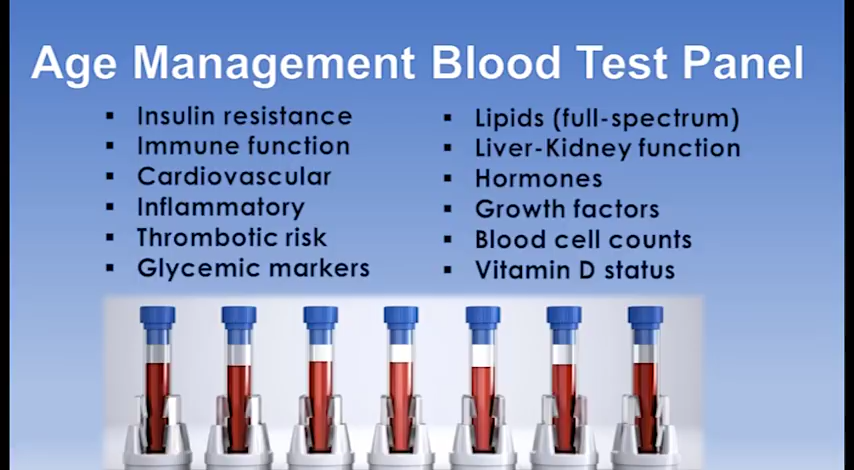 Age Management Blood Test Panel
▪ Insulin resistance
▪ Immune function
▪ Cardiovascular
▪ Inflammatory
▪ Thrombotic risk
▪ Glycemic markers
▪ Lipids (full-spectrum)
▪ Liver-Kidney function
▪ Hormones
▪ Growth factors
▪ Blood cell counts
▪ Vitamin D status